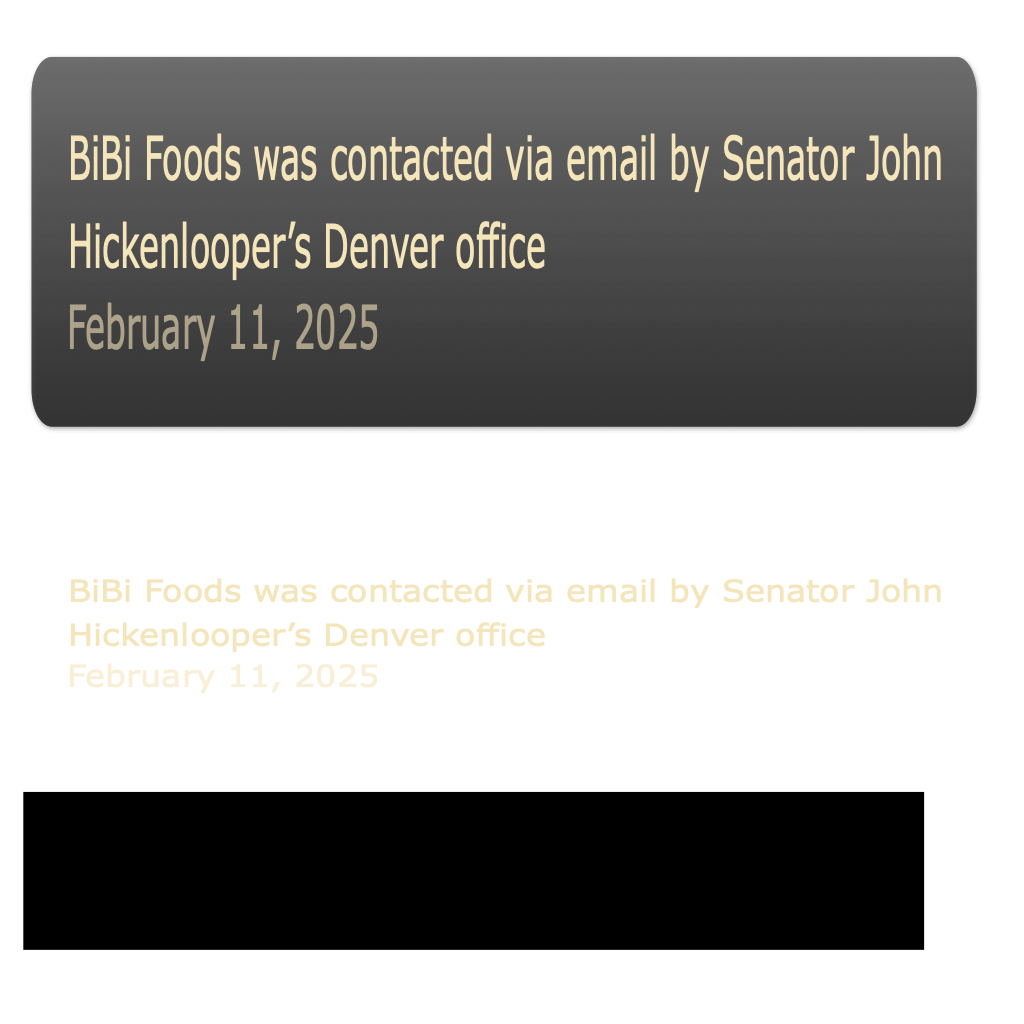 BiBi Foods was contacted via email by Senator John
Hickenlooper’s Denver office
February 11, 2025
BiBi Foods was contacted via email by Senator John
Hickenlooper’s Denver office
February 11, 2025